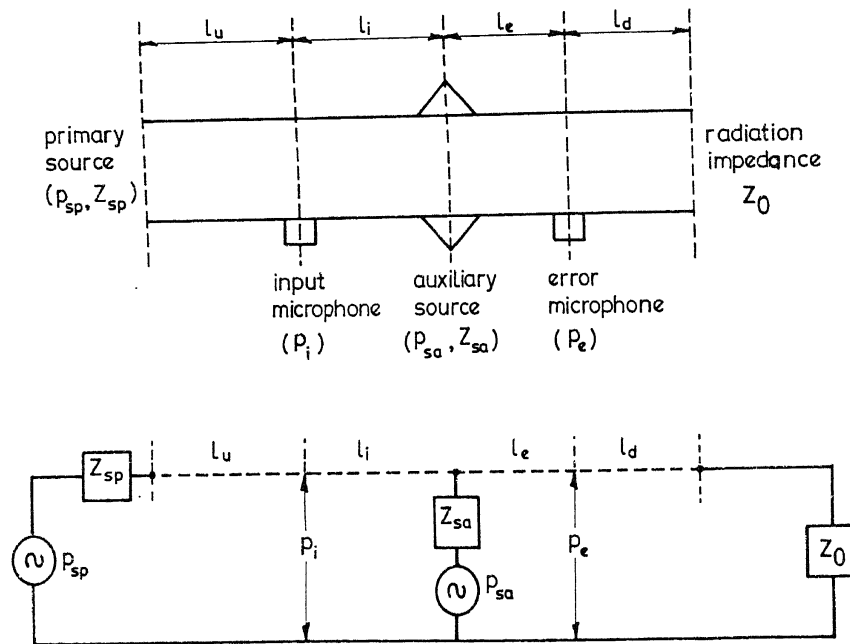 l_u l_i l_e l_d
primary
source
(p_sp, Z_sp)
radiation
impedance
Z_0
input
microphone
(p_i)
auxiliary
source
(p_sa, Z_sa)
error
microphone
(p_e)
l_u l_i l_e l_d
Z_sp
Z_sa
p_i
p_e
Z_0
p_sp
p_sa